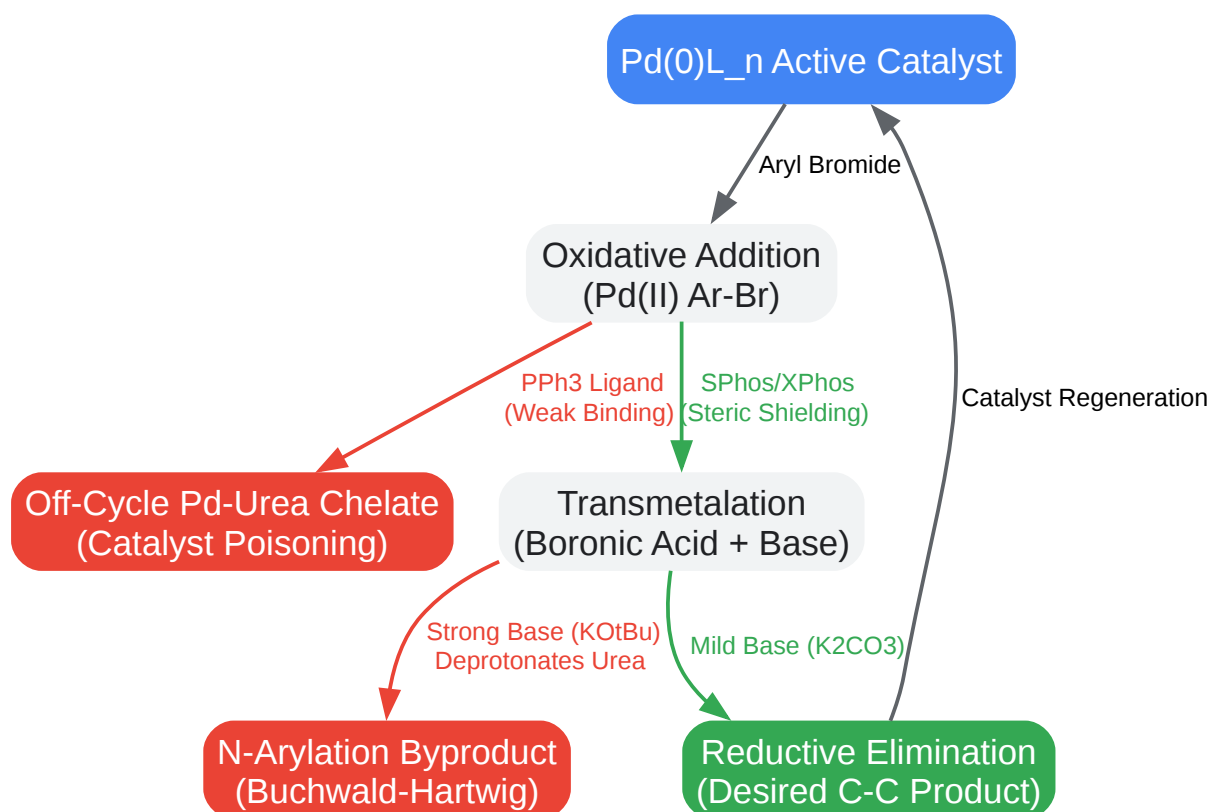 Pd(0)L_n Active Catalyst
Aryl Bromide
Oxidative Addition
(Pd(II) Ar-Br)
PPh3 Ligand
(Weak Binding)
SPhos/XPhos
(Steric Shielding)
Catalyst Regeneration
Off-Cycle Pd-Urea Chelate
(Catalyst Poisoning)
Transmetalation
(Boronic Acid + Base)
Strong Base (KOtBu)
Deprotonates Urea
Mild Base (K2CO3)
N-Arylation Byproduct
(Buchwald-Hartwig)
Reductive Elimination
(Desired C-C Product)